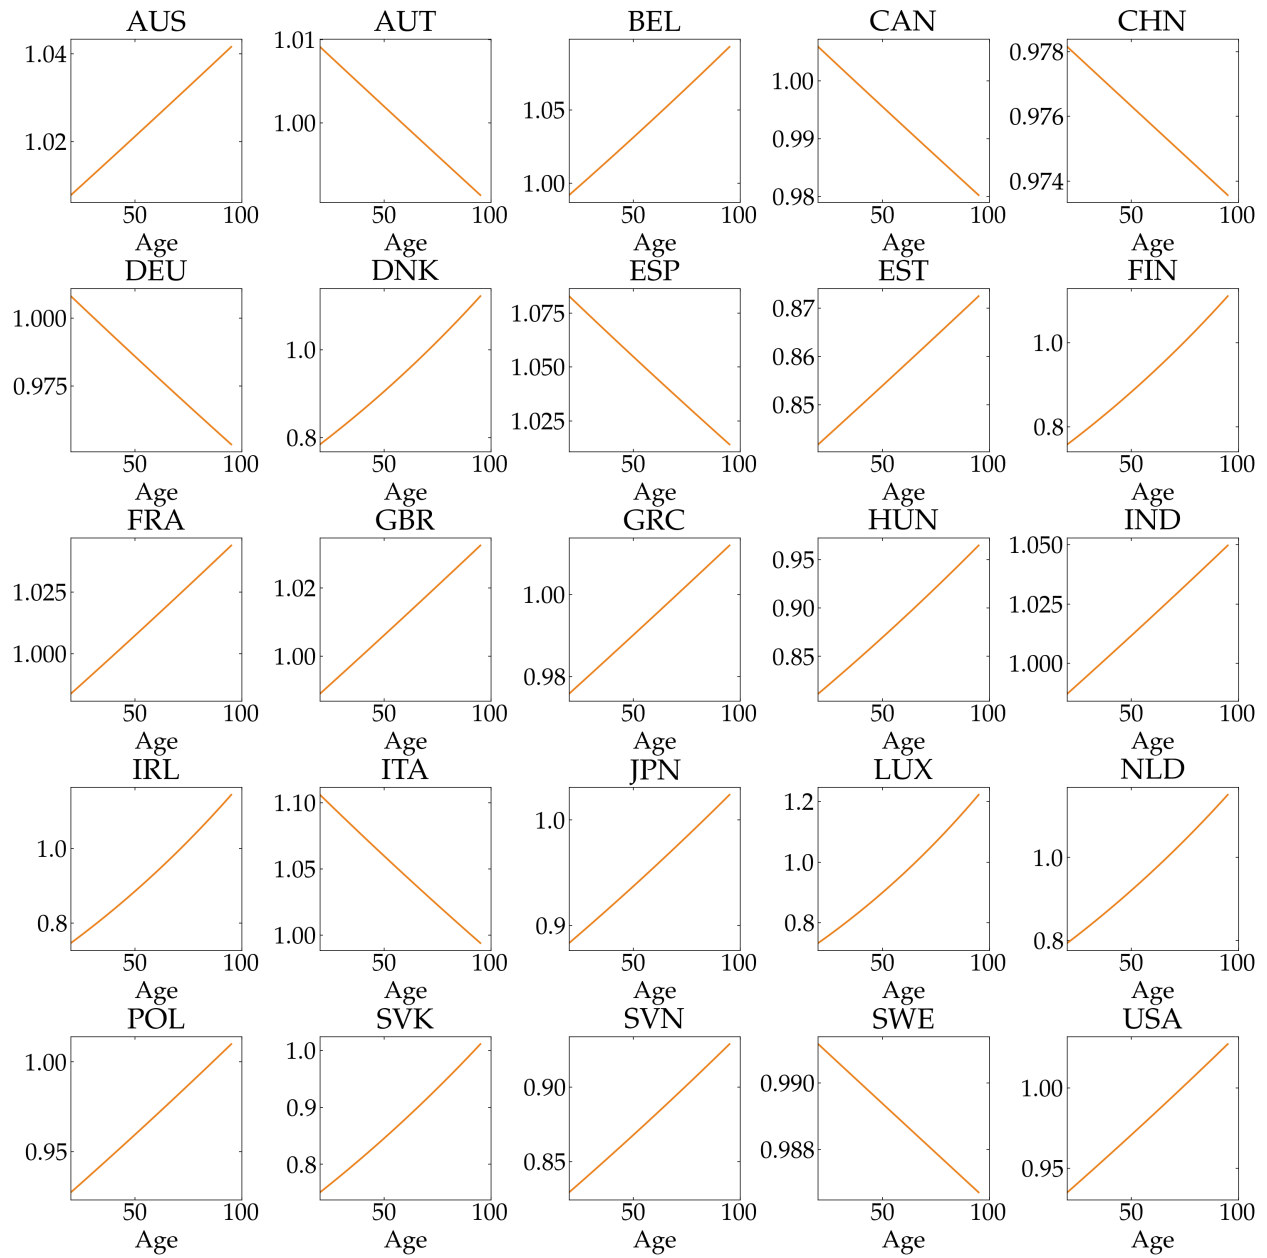 AUS AUT BEL CAN CHN
1.04 1.01 1.05 1.00 0.978
1.02 1.00 1.00 0.99 0.976
0.98 0.974
50 100 50 100 50 100 50 100 50 100
Age Age Age Age Age
DEU DNK ESP EST FIN
1.000 1.0 1.075 0.87 1.0
0.975 0.8 1.050 0.86 0.8
1.025 0.85
50 100 50 100 50 100 50 100 50 100
Age Age Age Age Age
FRA GBR GRC HUN IND
1.025 1.02 1.00 0.95 1.050
1.000 1.00 0.98 0.90 1.025
0.85 1.000
50 100 50 100 50 100 50 100 50 100
Age Age Age Age Age
IRL ITA JPN LUX NLD
1.0 1.10 1.0 1.2 1.0
0.8 1.05 0.9 1.0 0.8
1.00 0.8
50 100 50 100 50 100 50 100 50 100
Age Age Age Age Age
POL SVK SVN SWE USA
1.00 1.0 0.90 0.990 1.00
0.95 0.9 0.85 0.988 0.95
0.8
50 100 50 100 50 100 50 100 50 100
Age Age Age Age Age